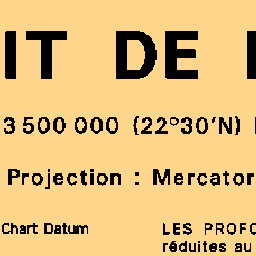 IT DE
3 500 000 (22°30′N)
Projection : Mercator
Chart Datum
LES PROFO
réduites au